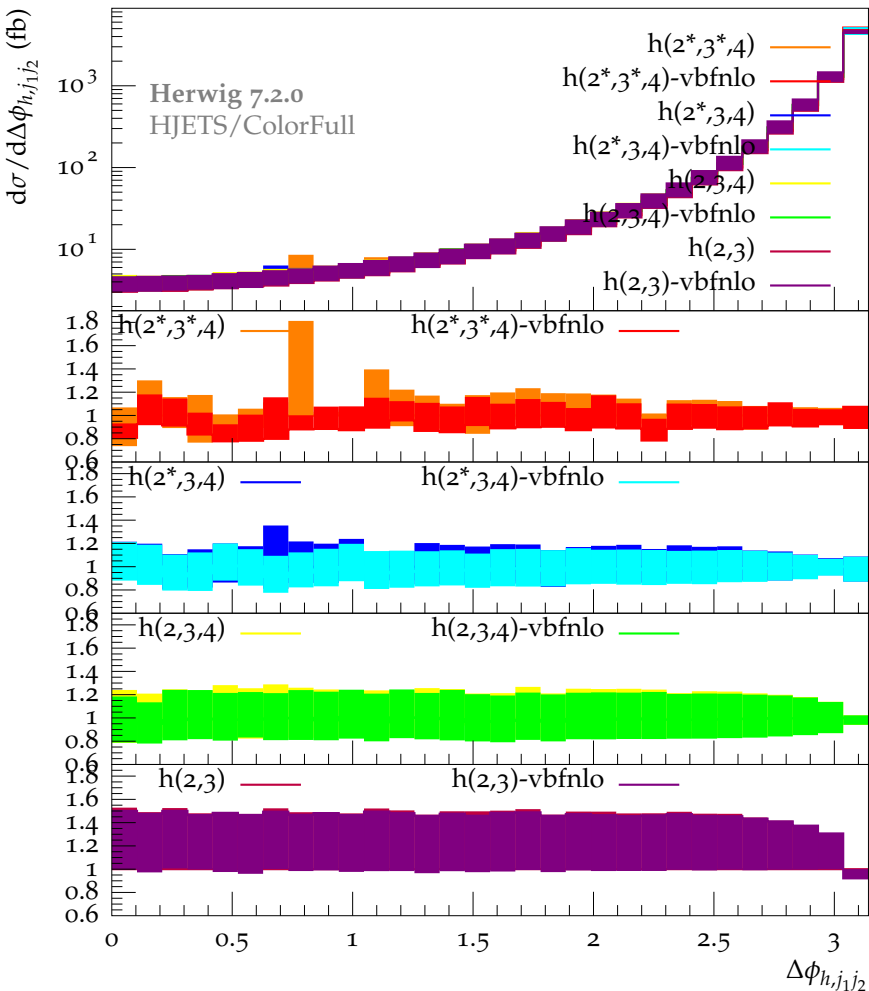 dσ/dΔϕ_{h,j₁j₂} (fb)
10³
10²
10¹
Herwig 7.2.0
HJETS/ColorFull
h(2*,3*,4)
h(2*,3*,4)-vbfnlo
h(2*,3,4)
h(2*,3,4)-vbfnlo
h(2,3,4)
h(2,3,4)-vbfnlo
h(2,3)
h(2,3)-vbfnlo
h(2*,3*,4) h(2*,3*,4)-vbfnlo
1.8
1.6
1.4
1.2
1
0.8
0.6
h(2*,3,4) h(2*,3,4)-vbfnlo
1.8
1.6
1.4
1.2
1
0.8
0.6
h(2,3,4) h(2,3,4)-vbfnlo
1.8
1.6
1.4
1.2
1
0.8
0.6
h(2,3) h(2,3)-vbfnlo
1.8
1.6
1.4
1.2
1
0.8
0.6
0 0.5 1 1.5 2 2.5 3
Δϕ_{h,j₁j₂}